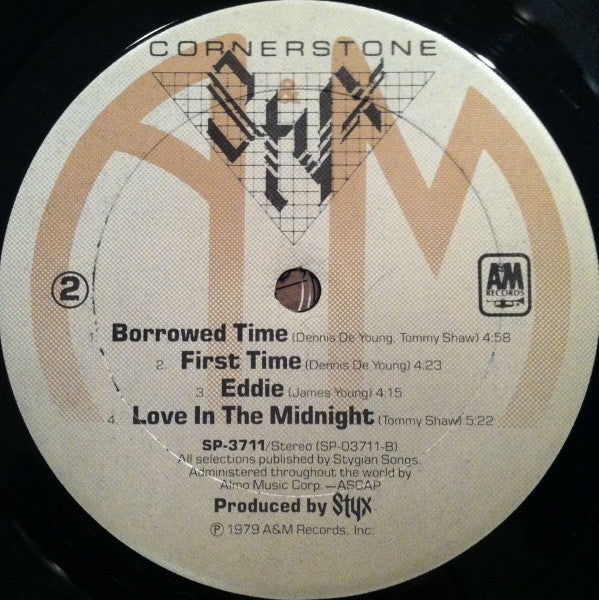 CORNERSTONE
Styx
2
A&M
RECORDS
1. Borrowed Time (Dennis De Young, Tommy Shaw) 4:58
2. First Time (Dennis De Young) 4:23
3. Eddie (James Young) 4:15
4. Love In The Midnight (Tommy Shaw) 5:22
SP-3711/Stereo (SP-03711-B)
All selections published by Stygian Songs.
Administered throughout the world by
Almo Music Corp. — ASCAP
Produced by Styx
Ⓟ 1979 A&M Records, Inc.